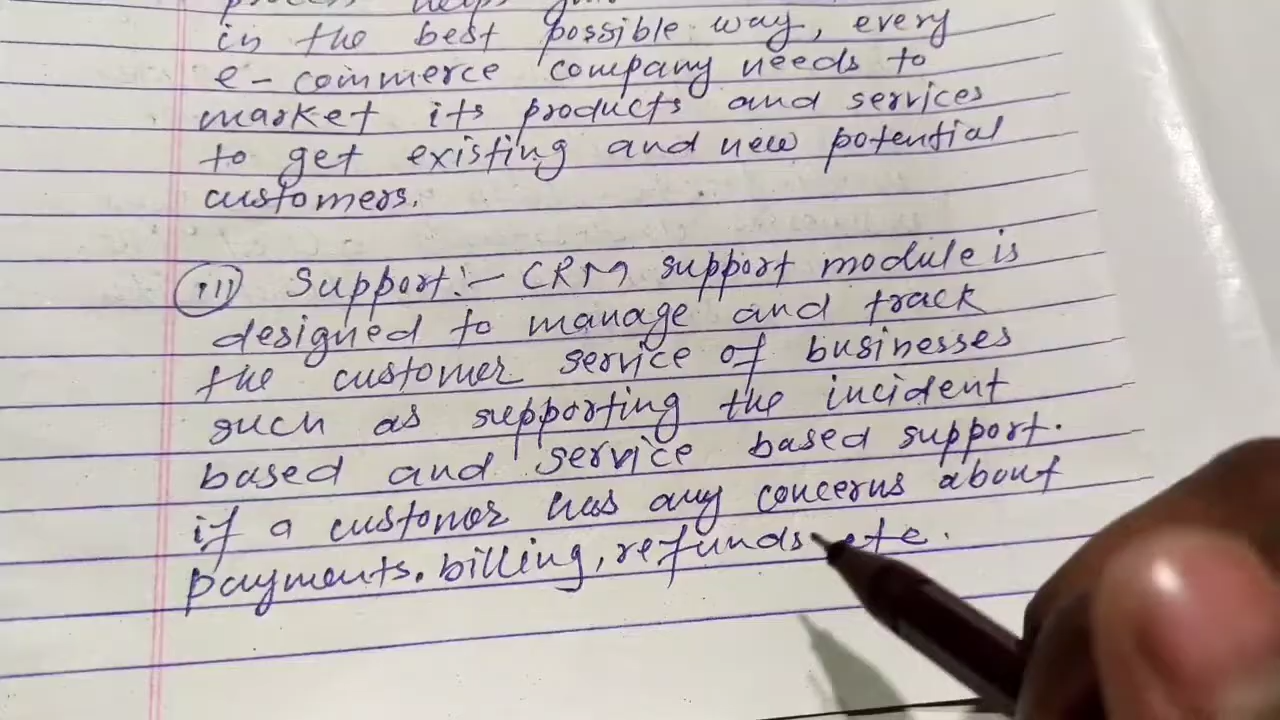 process helps
in the best possible way, every
e-commerce company needs to
market its products and services
to get existing and new potential
customers.
(iii) Support:- CRM support module is
designed to manage and track
the customer service of businesses
such as supporting the incident
based and service based support.
if a customer has any concerns about
payments. billing, refunds etc.